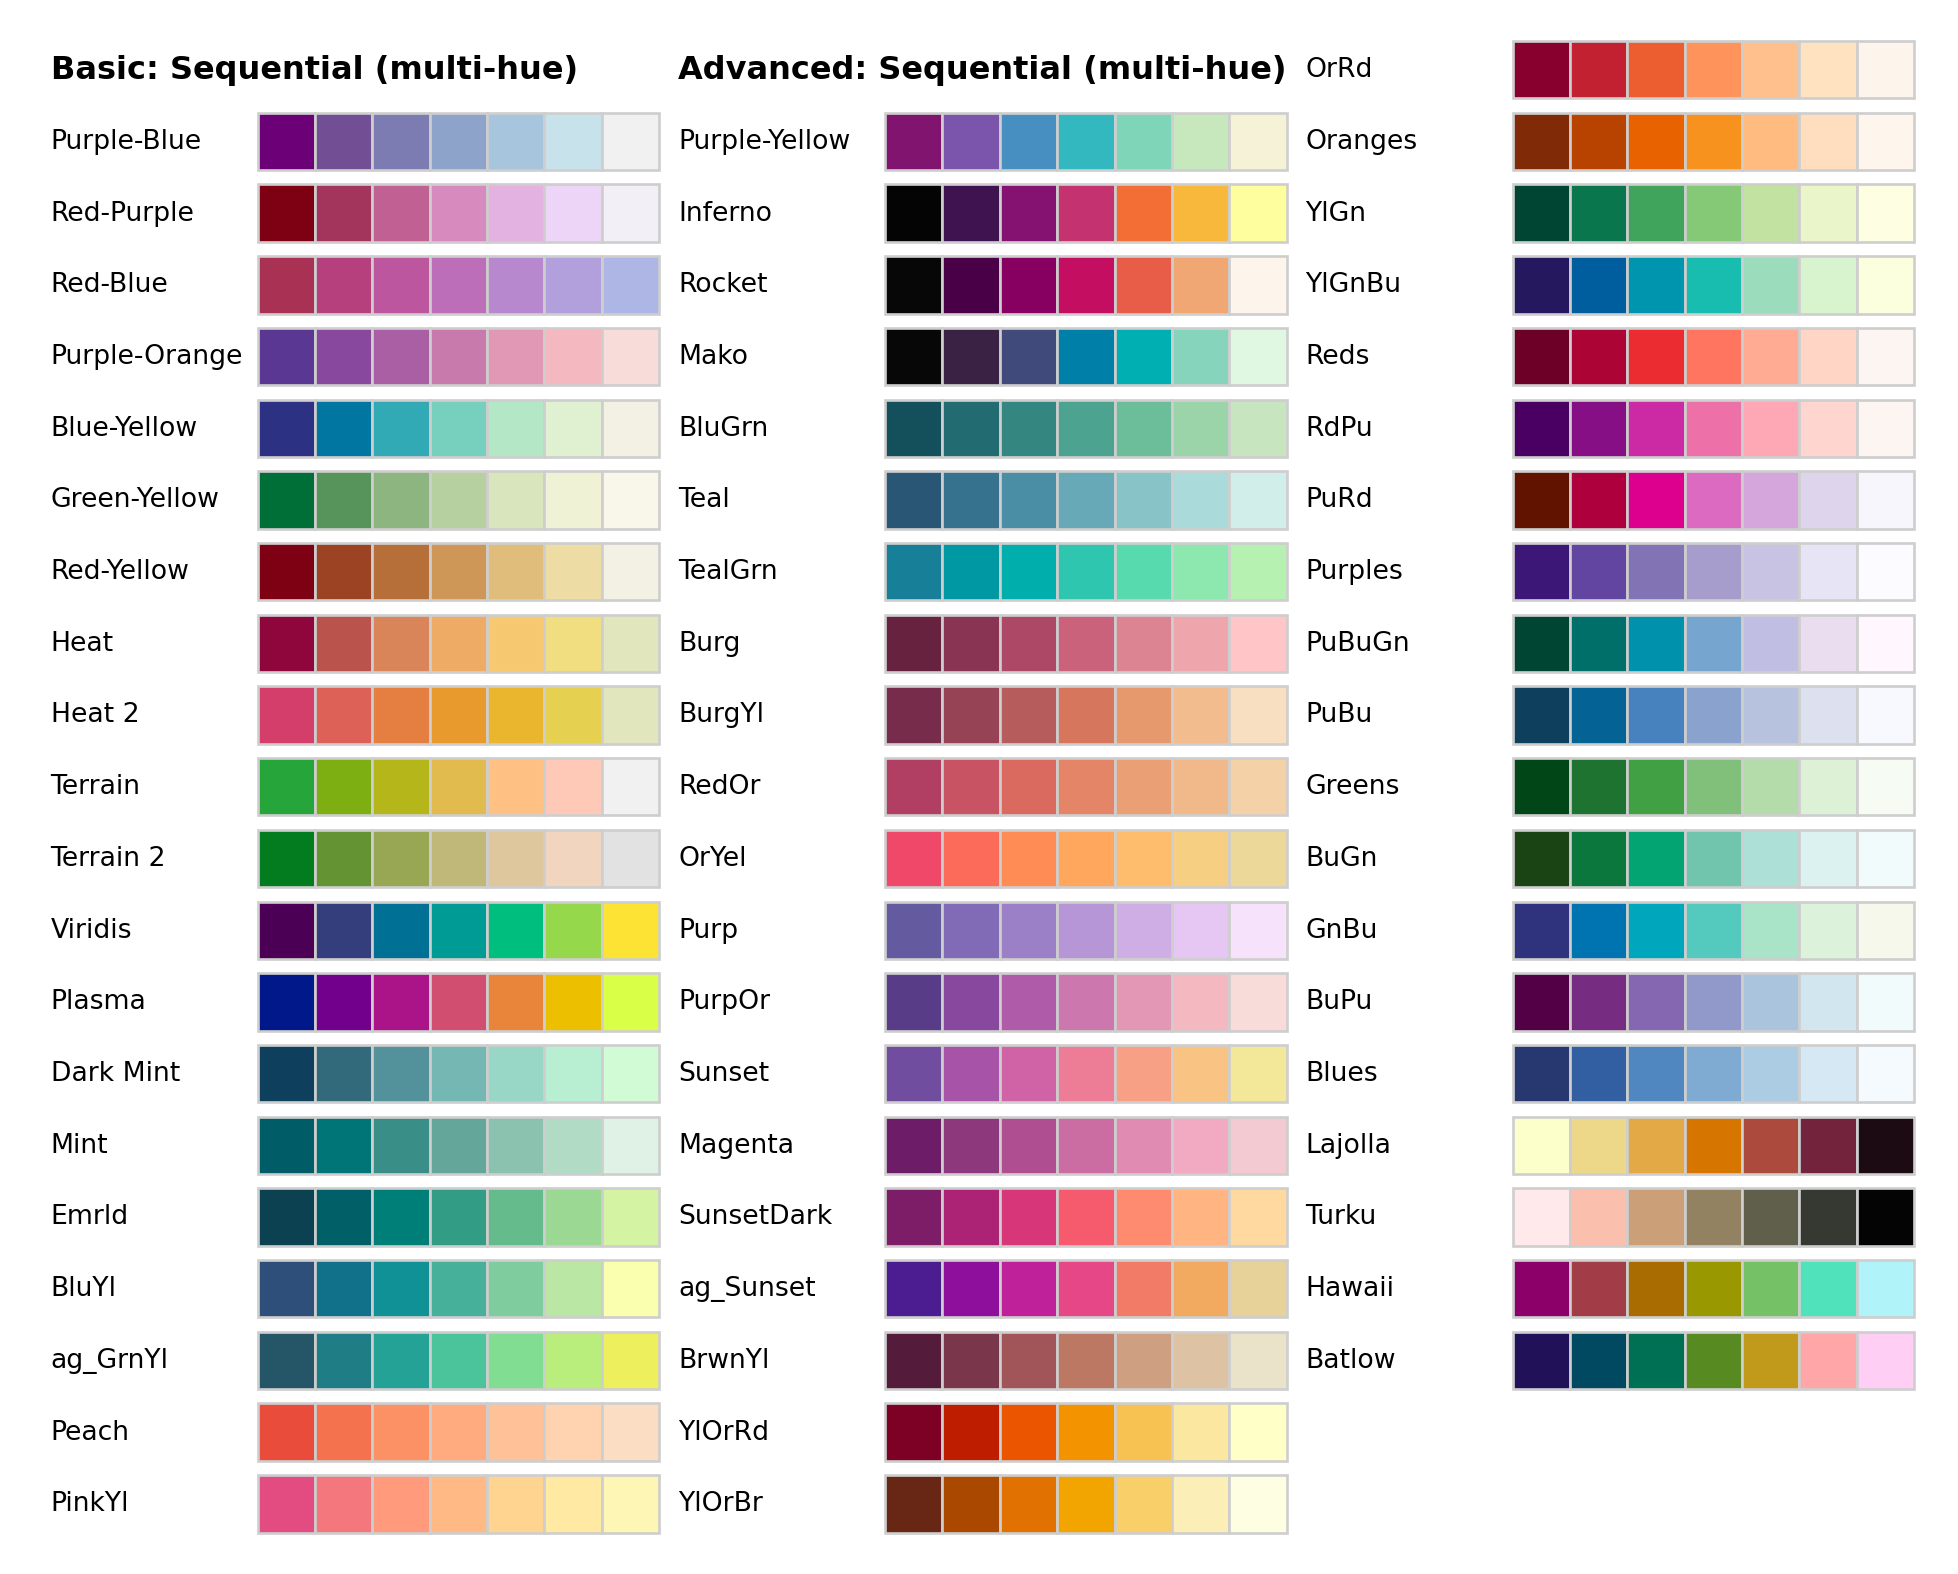 Basic: Sequential (multi-hue)
Purple-Blue
Red-Purple
Red-Blue
Purple-Orange
Blue-Yellow
Green-Yellow
Red-Yellow
Heat
Heat 2
Terrain
Terrain 2
Viridis
Plasma
Dark Mint
Mint
Emrld
BluYl
ag_GrnYl
Peach
PinkYl
Advanced: Sequential (multi-hue)
Purple-Yellow
Inferno
Rocket
Mako
BluGrn
Teal
TealGrn
Burg
BurgYl
RedOr
OrYel
Purp
PurpOr
Sunset
Magenta
SunsetDark
ag_Sunset
BrwnYl
YlOrRd
YlOrBr
OrRd
Oranges
YlGn
YlGnBu
Reds
RdPu
PuRd
Purples
PuBuGn
PuBu
Greens
BuGn
GnBu
BuPu
Blues
Lajolla
Turku
Hawaii
Batlow